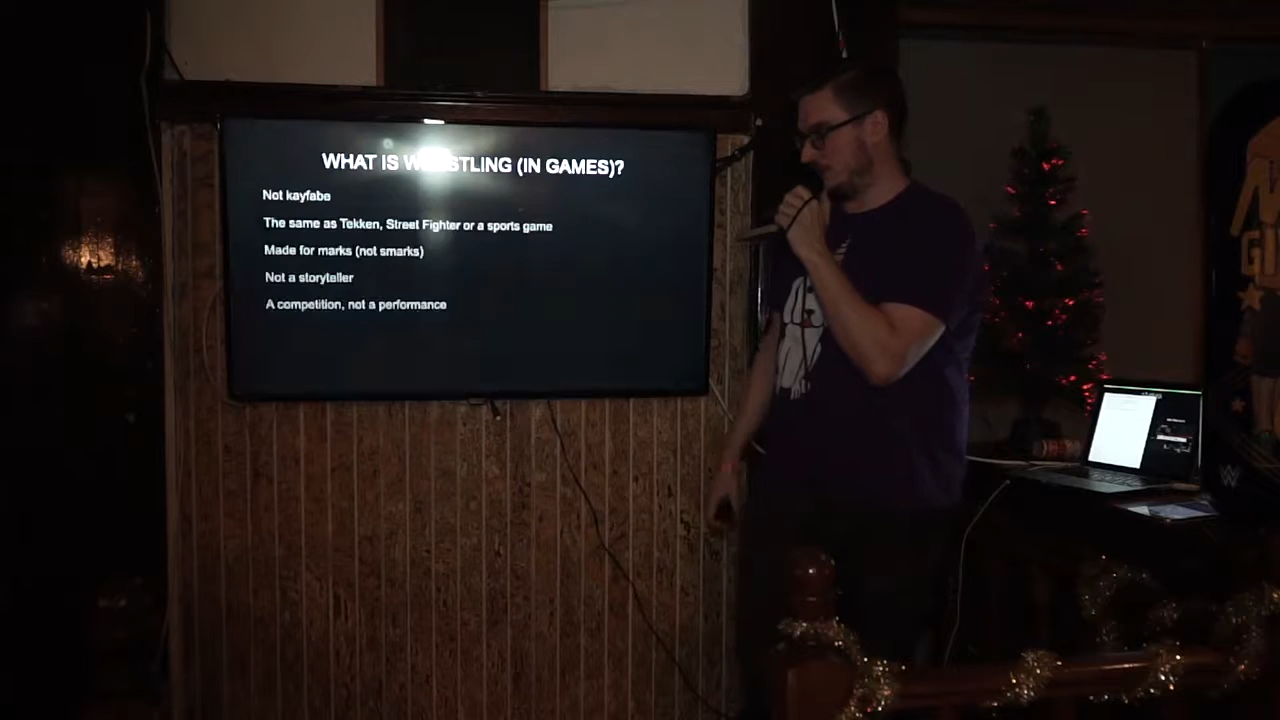 WHAT IS WRESTLING (IN GAMES)?
Not kayfabe
The same as Tekken, Street Fighter or a sports game
Made for marks (not smarks)
Not a storyteller
A competition, not a performance